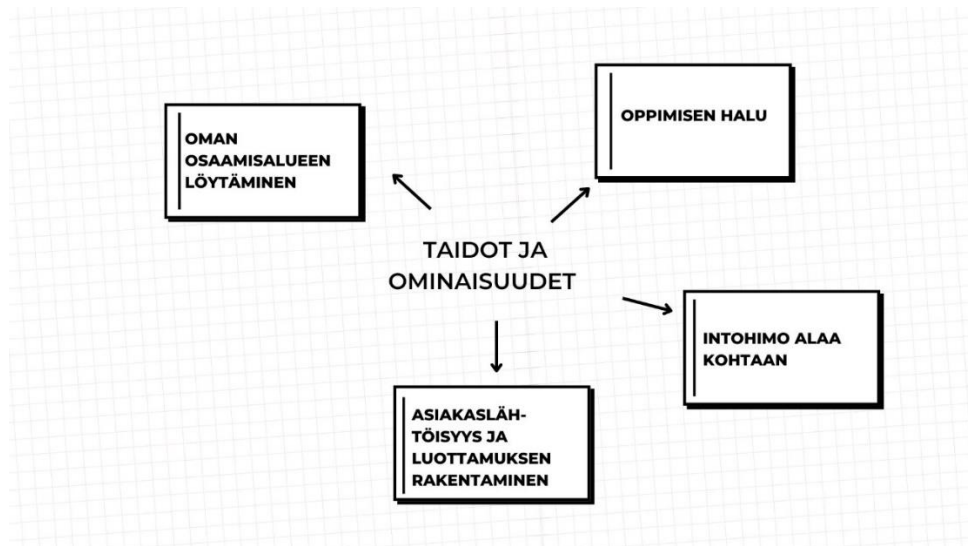 OPPIMISEN HALU
OMAN
OSAAMISALUEEN
LÖYTÄMINEN
TAIDOT JA
OMINAISUUDET
INTOHIMO ALAA
KOHTAAN
ASIAKASLÄH-
TÖISYYS JA
LUOTTAMUKSEN
RAKENTAMINEN